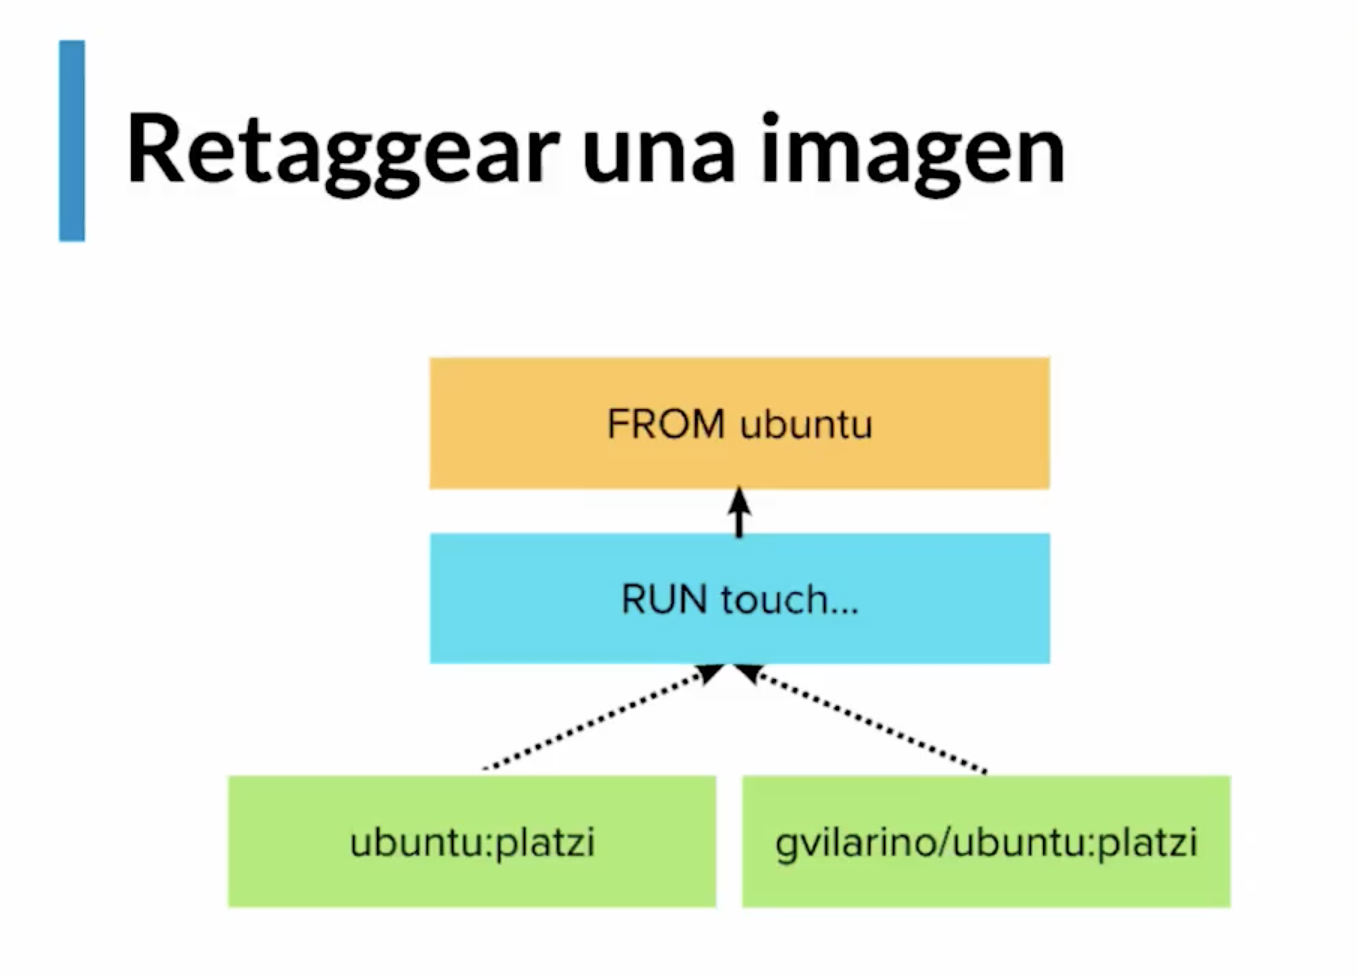 Retaggear una imagen
FROM ubuntu
RUN touch...
ubuntu:platzi
gvilarino/ubuntu:platzi